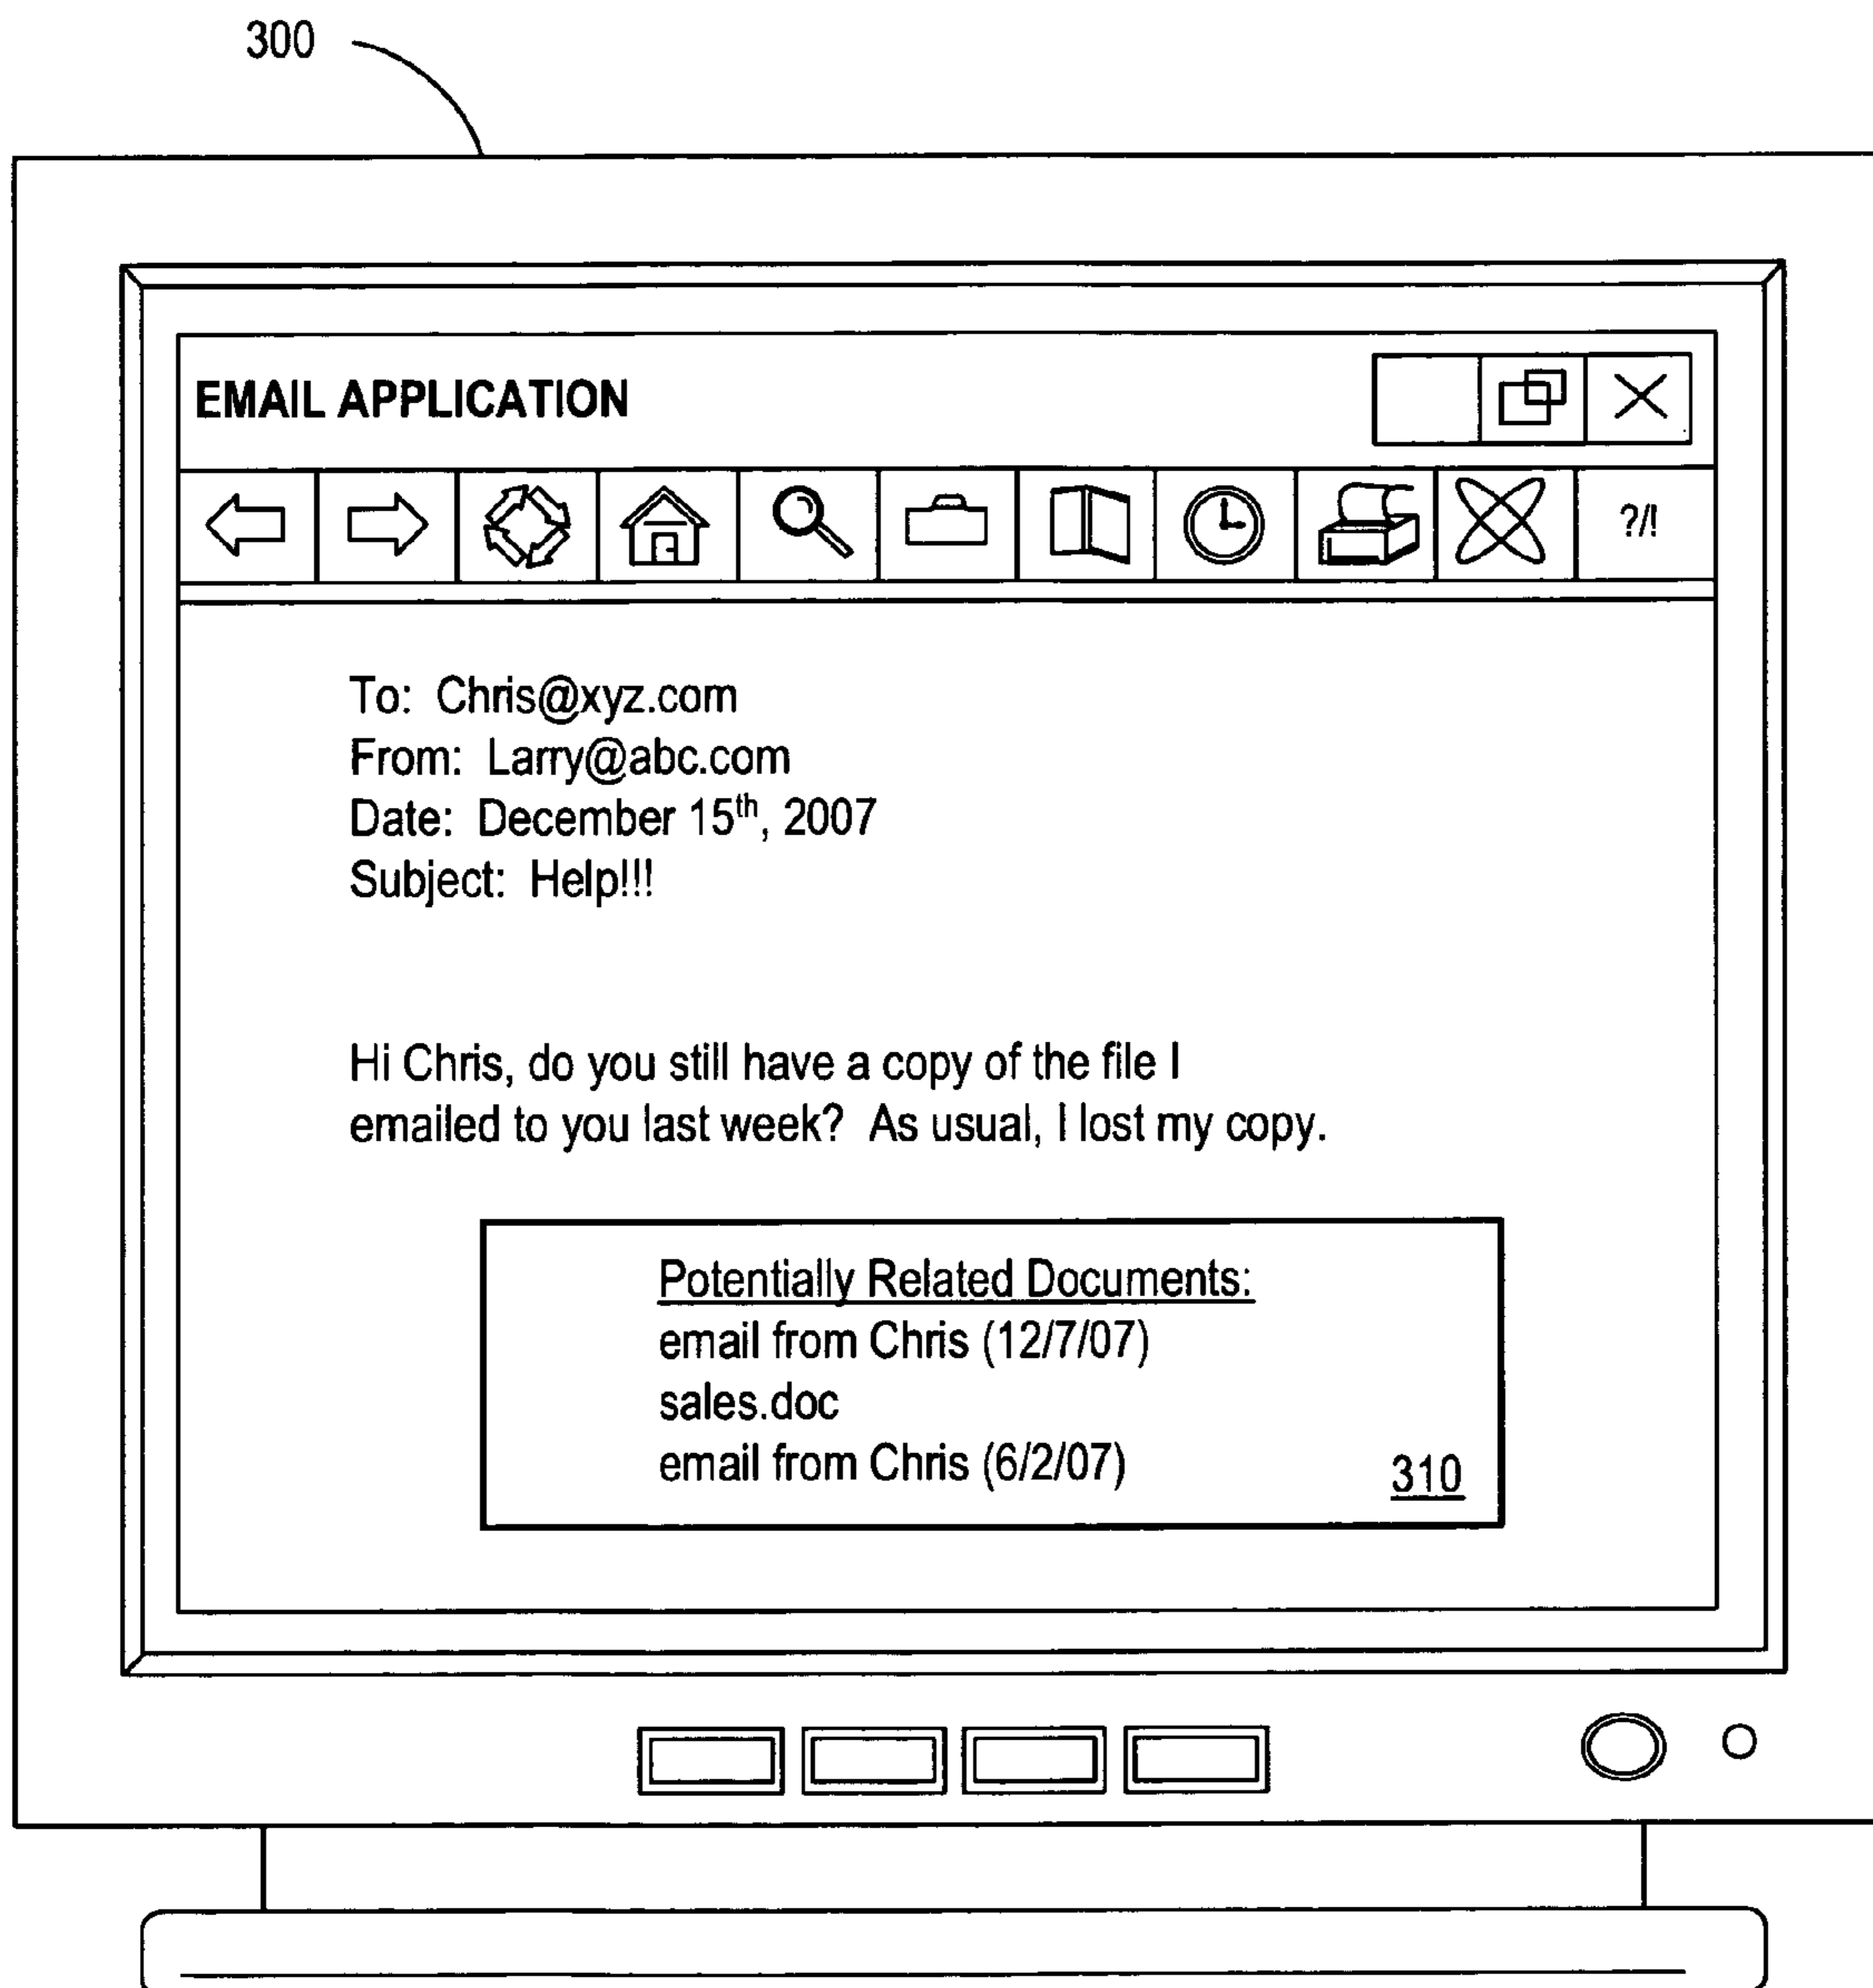 300
EMAIL APPLICATION
?/!
To: Chris@xyz.com
From: Larry@abc.com
Date: December 15th, 2007
Subject: Help!!!
Hi Chris, do you still have a copy of the file I
emailed to you last week? As usual, I lost my copy.
Potentially Related Documents:
email from Chris (12/7/07)
sales.doc
email from Chris (6/2/07)
310